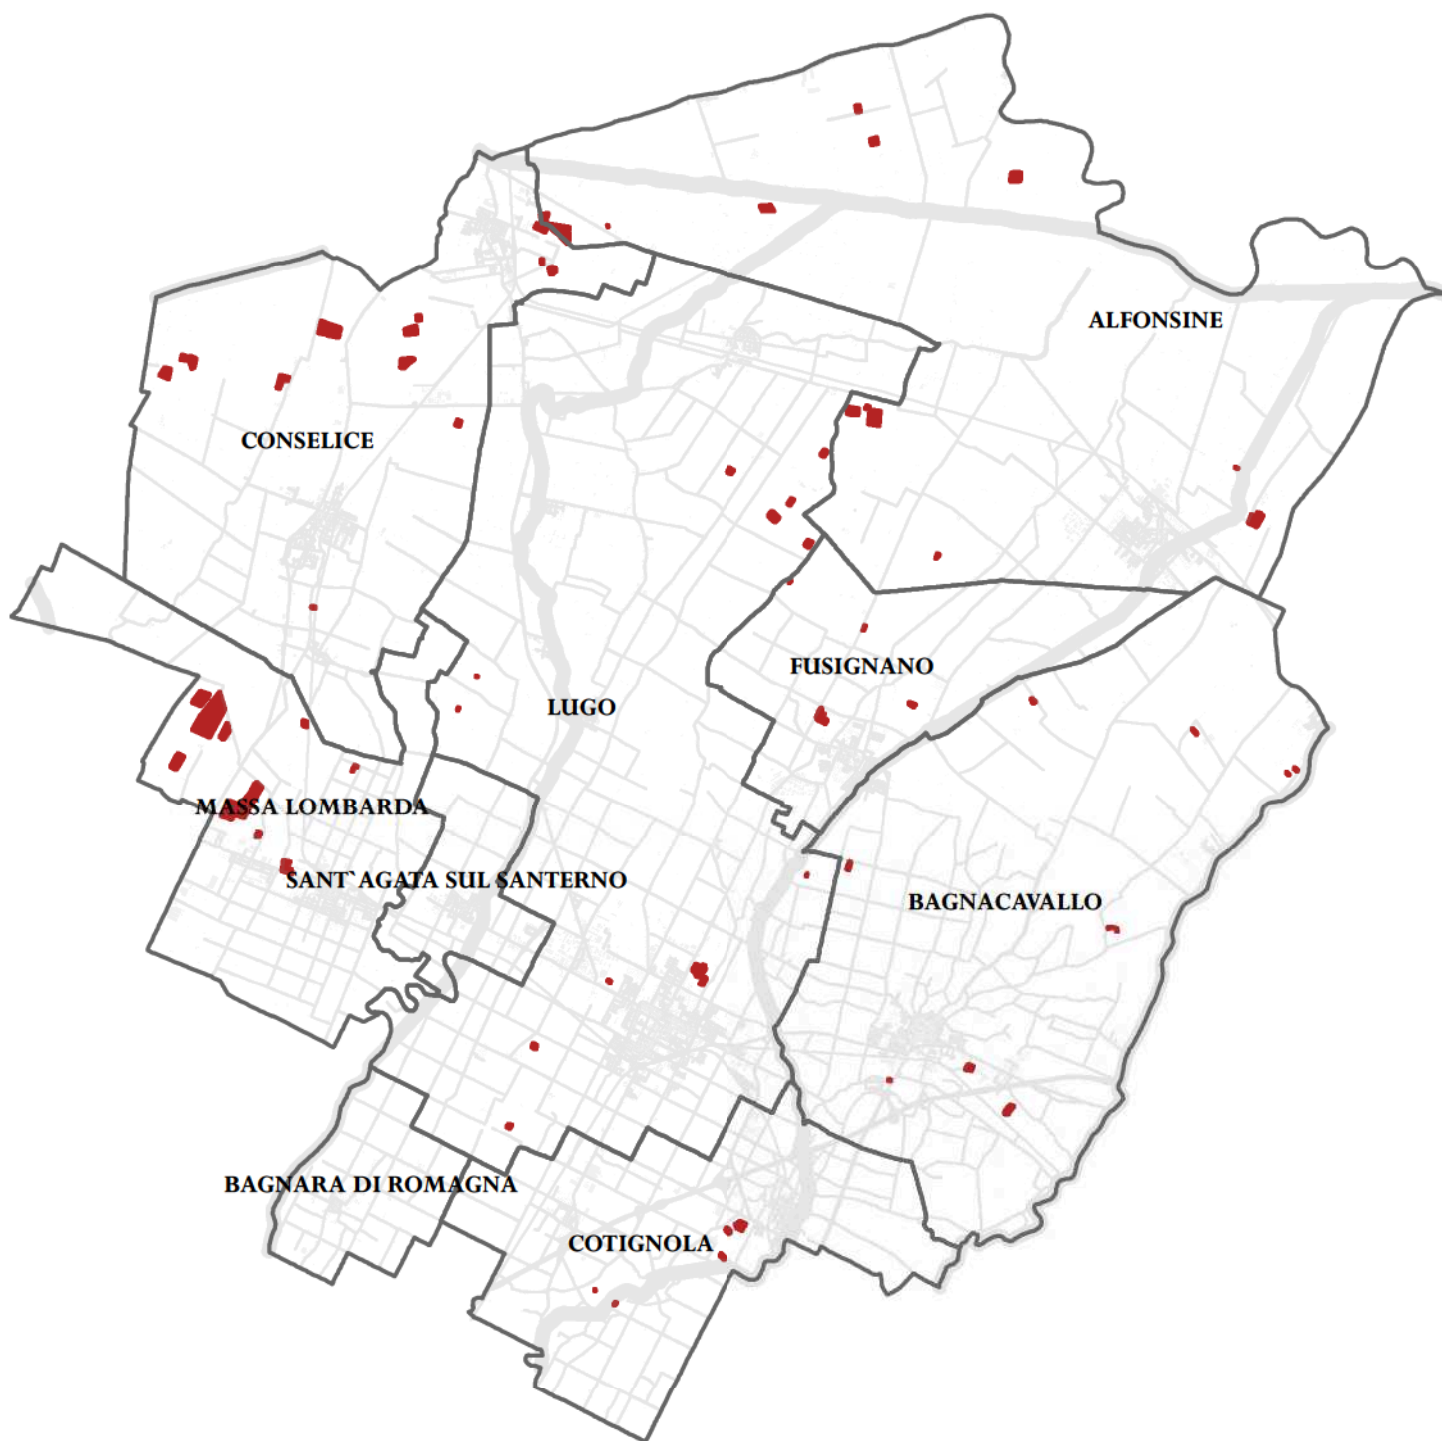 ALFONSINE
CONSELICE
FUSIGNANO
LUGO
MASSA LOMBARDA
SANT`AGATA SUL SANTERNO
BAGNACAVALLO
BAGNARA DI ROMAGNA
COTIGNOLA